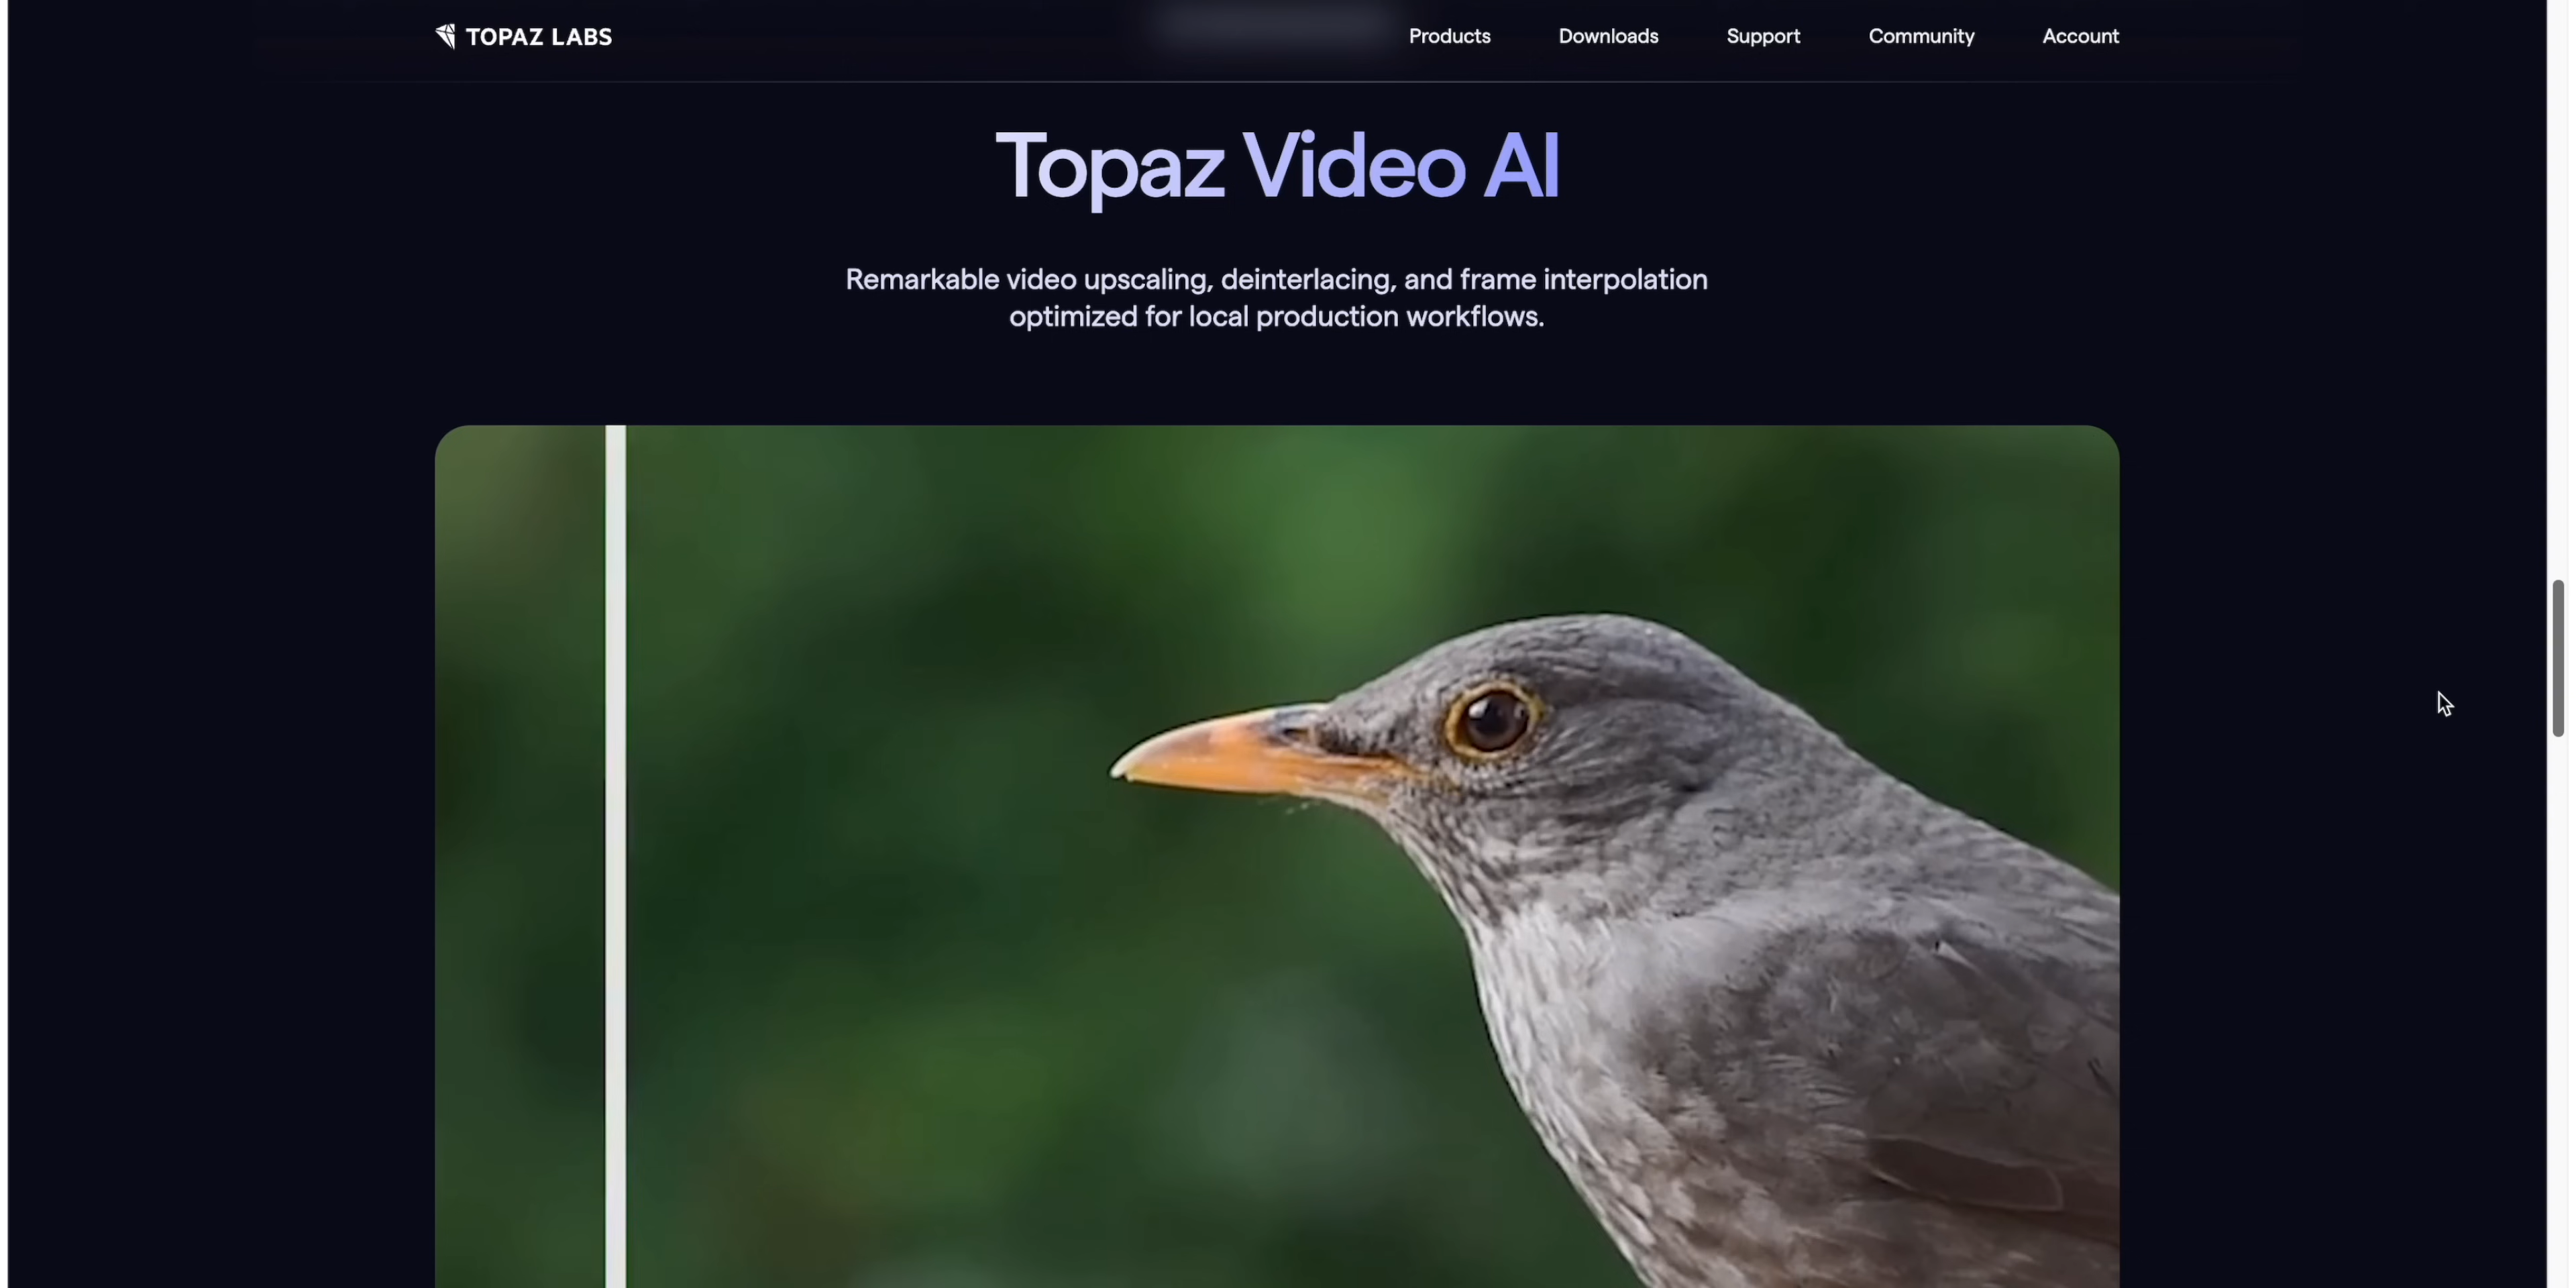 TOPAZ LABS
Products Downloads Support Community Account
Topaz Video AI
Remarkable video upscaling, deinterlacing, and frame interpolation
optimized for local production workflows.